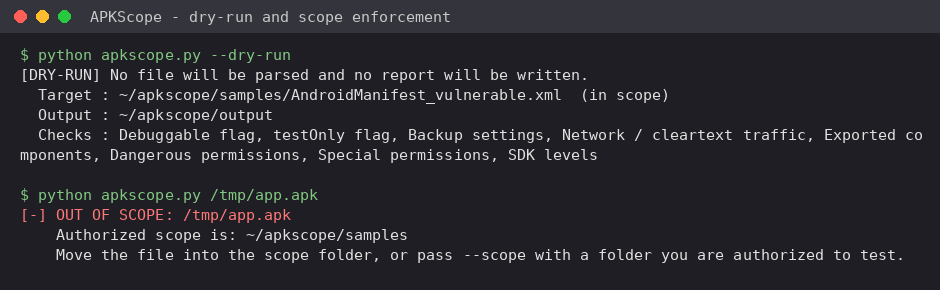 APKScope - dry-run and scope enforcement
$ python apkscope.py --dry-run
[DRY-RUN] No file will be parsed and no report will be written.
  Target : ~/apkscope/samples/AndroidManifest_vulnerable.xml  (in scope)
  Output : ~/apkscope/output
  Checks : Debuggable flag, testOnly flag, Backup settings, Network / cleartext traffic, Exported co
mponents, Dangerous permissions, Special permissions, SDK levels
$ python apkscope.py /tmp/app.apk
[-] OUT OF SCOPE: /tmp/app.apk
    Authorized scope is: ~/apkscope/samples
    Move the file into the scope folder, or pass --scope with a folder you are authorized to test.